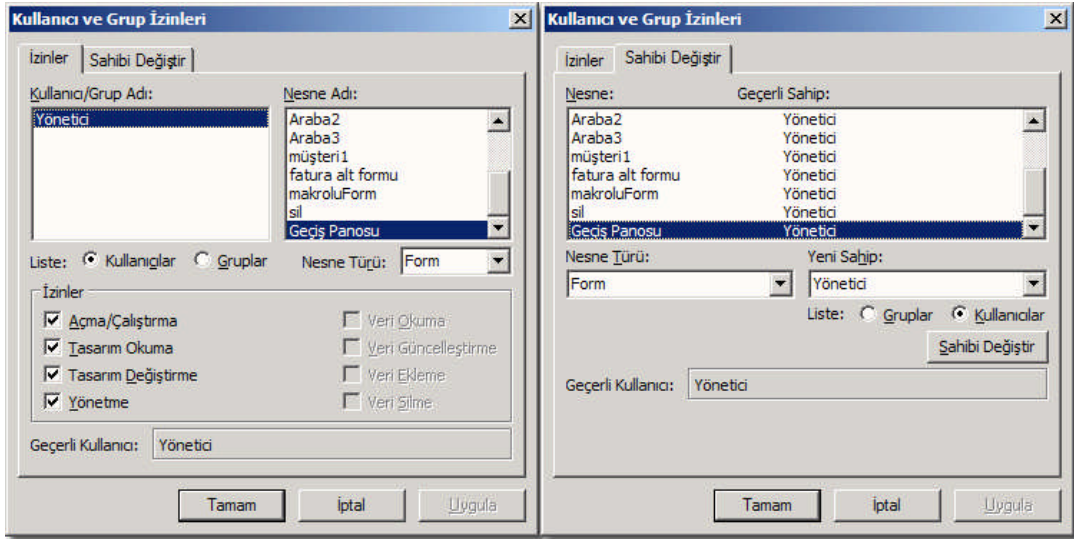 Kullanıcı ve Grup İzinleri
İzinler Sahibi Değiştir
Kullanıcı/Grup Adı: Nesne Adı:
Yönetici
Araba2
Araba3
müşteri1
fatura alt formu
makroluForm
sil
Geçiş Panosu
Liste: Kullanıcılar Gruplar Nesne Türü: Form
İzinler
Açma/Çalıştırma Veri Okuma
Tasarım Okuma Veri Güncelleştirme
Tasarım Değiştirme Veri Ekleme
Yönetme Veri Silme
Geçerli Kullanıcı: Yönetici
Tamam İptal Uygula
Kullanıcı ve Grup İzinleri
İzinler Sahibi Değiştir
Nesne: Geçerli Sahip:
Araba2 Yönetici
Araba3 Yönetici
müşteri1 Yönetici
fatura alt formu Yönetici
makroluForm Yönetici
sil Yönetici
Geçiş Panosu Yönetici
Nesne Türü: Yeni Sahip:
Form Yönetici
Liste: Gruplar Kullanıcılar
Sahibi Değiştir
Geçerli Kullanıcı: Yönetici
Tamam İptal Uygula